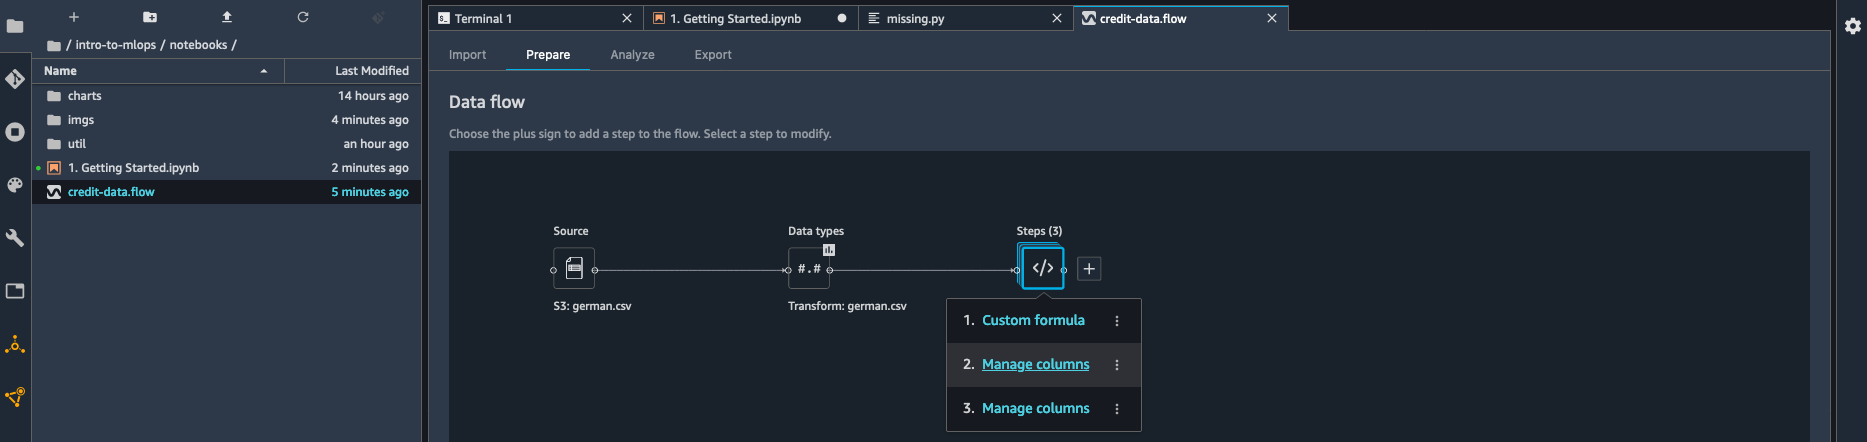 Terminal 1
1. Getting Started.ipynb
missing.py
credit-data.flow
/ intro-to-mlops / notebooks /
Name
Last Modified
charts
14 hours ago
imgs
4 minutes ago
util
an hour ago
1. Getting Started.ipynb
2 minutes ago
credit-data.flow
5 minutes ago
Import
Prepare
Analyze
Export
Data flow
Choose the plus sign to add a step to the flow. Select a step to modify.
Source
Data types
Steps (3)
#.#
</>
S3: german.csv
Transform: german.csv
1. Custom formula
2. Manage columns
3. Manage columns